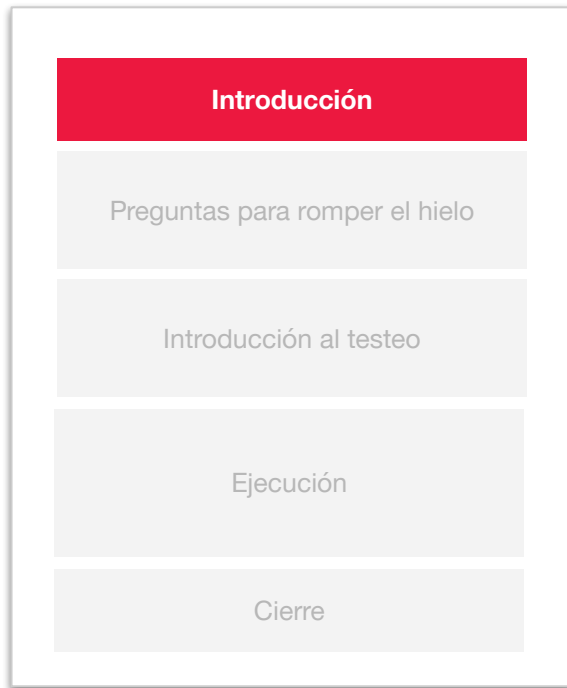 Introducción
Preguntas para romper el hielo
Introducción al testeo
Ejecución
Cierre